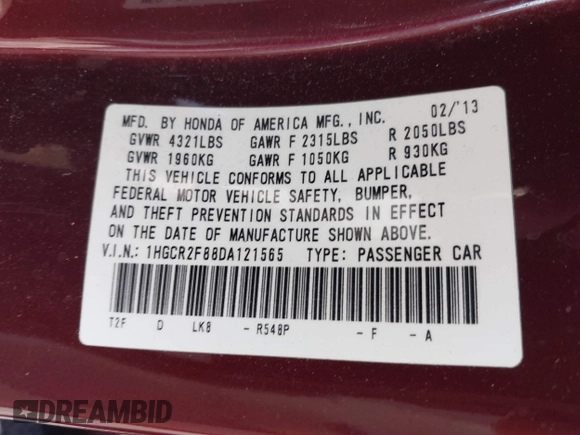 MFD. BY HONDA OF AMERICA MFG., INC. 02/'13
GVWR 4321LBS GAWR F 2315LBS R 2050LBS
GVWR 1960KG GAWR F 1050KG R 930KG
THIS VEHICLE CONFORMS TO ALL APPLICABLE
FEDERAL MOTOR VEHICLE SAFETY, BUMPER,
AND THEFT PREVENTION STANDARDS IN EFFECT
ON THE DATE OF MANUFACTURE SHOWN ABOVE.
V.I.N.: 1HGCR2F88DA121565 TYPE: PASSENGER CAR
T2F D LK8 - R548P - F - A
DREAMBID